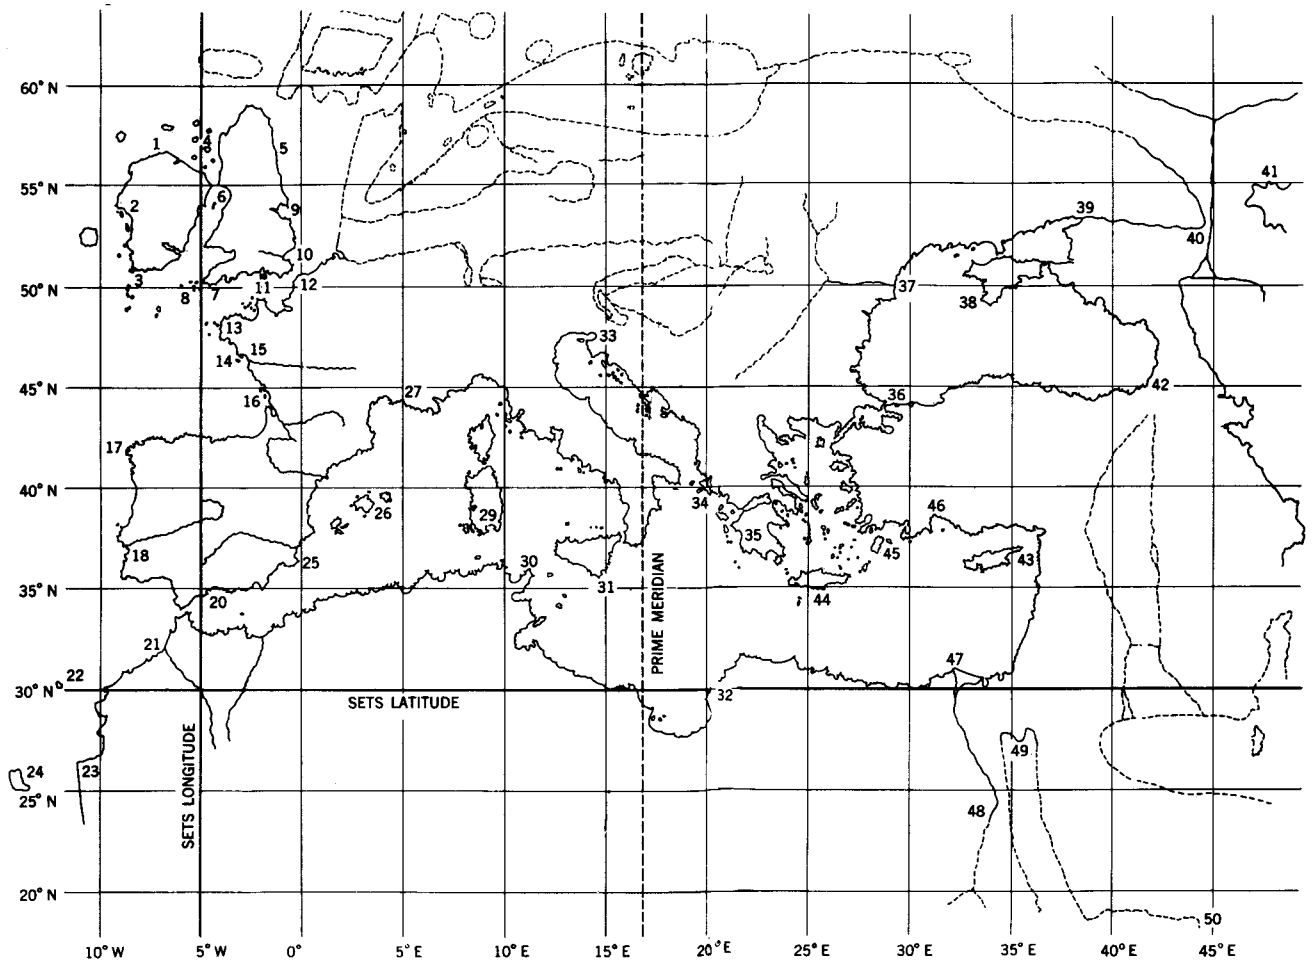 60° N
1
4
5
55° N
41
2
6
9
39
10
40
3
11
12
50° N
8
7
37
38
13
33
14
15
45° N
16
27
36
42
17
40° N
26
29
34
46
18
25
30
31
35
45
43
35° N
20
44
PRIME MERIDIAN
21
47
22
30° N
SETS LATITUDE
32
SETS LONGITUDE
49
24
23
25° N
48
20° N
50
10° W
5° W
0°
5° E
10° E
15° E
20° E
25° E
30° E
35° E
40° E
45° E